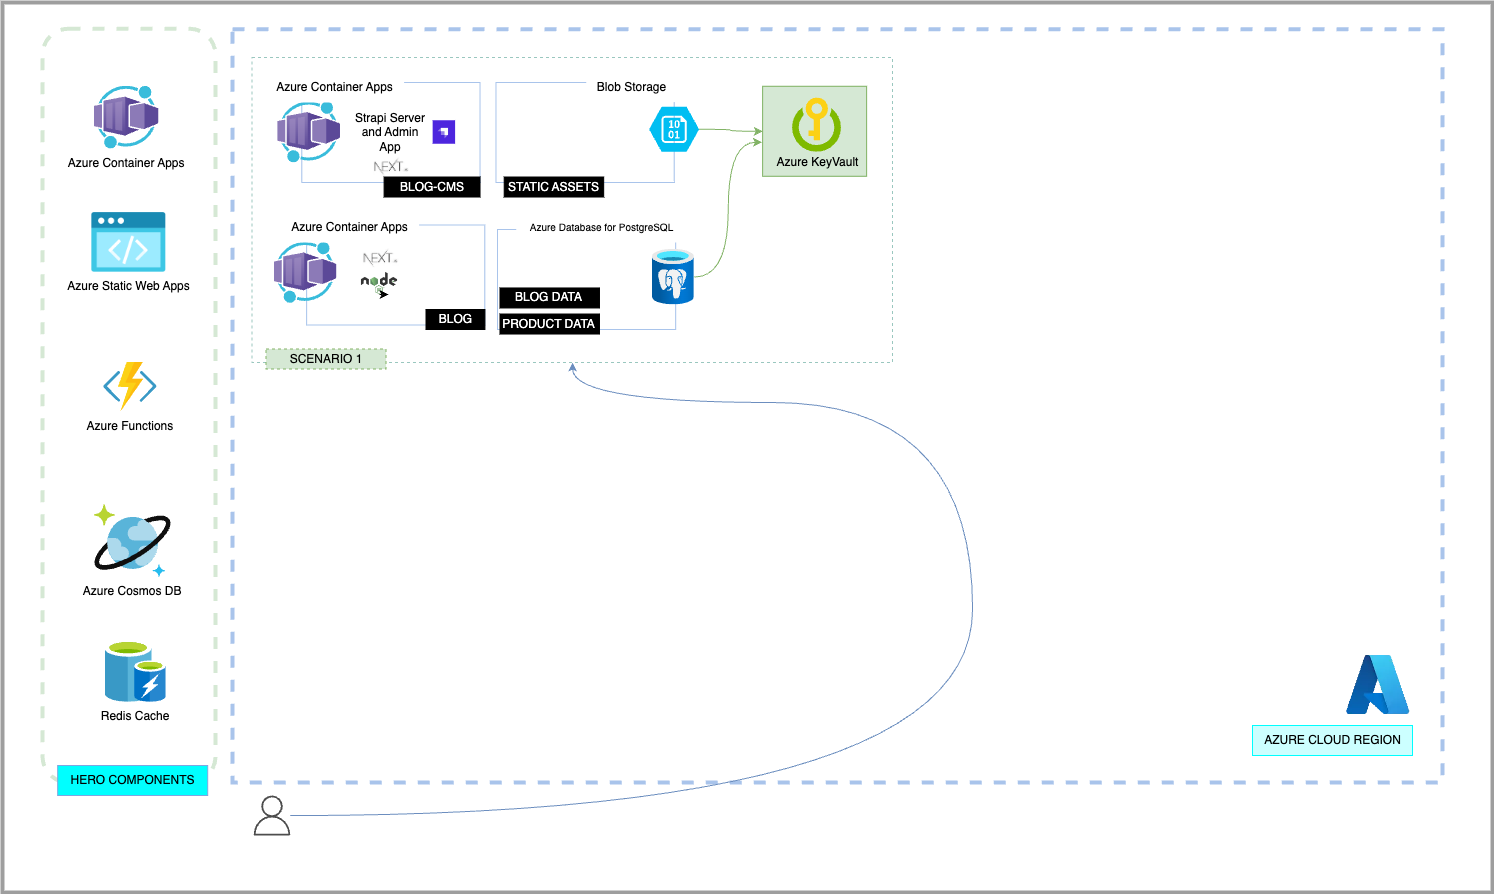 Azure Container Apps
Azure Static Web Apps
Azure Functions
Azure Cosmos DB
Redis Cache
HERO COMPONENTS
Azure Container Apps
Strapi Server
and Admin
App
NEXT.JS
BLOG-CMS
Blob Storage
10
01
STATIC ASSETS
Azure KeyVault
Azure Container Apps
NEXT.JS
node
BLOG
Azure Database for PostgreSQL
BLOG DATA
PRODUCT DATA
SCENARIO 1
AZURE CLOUD REGION